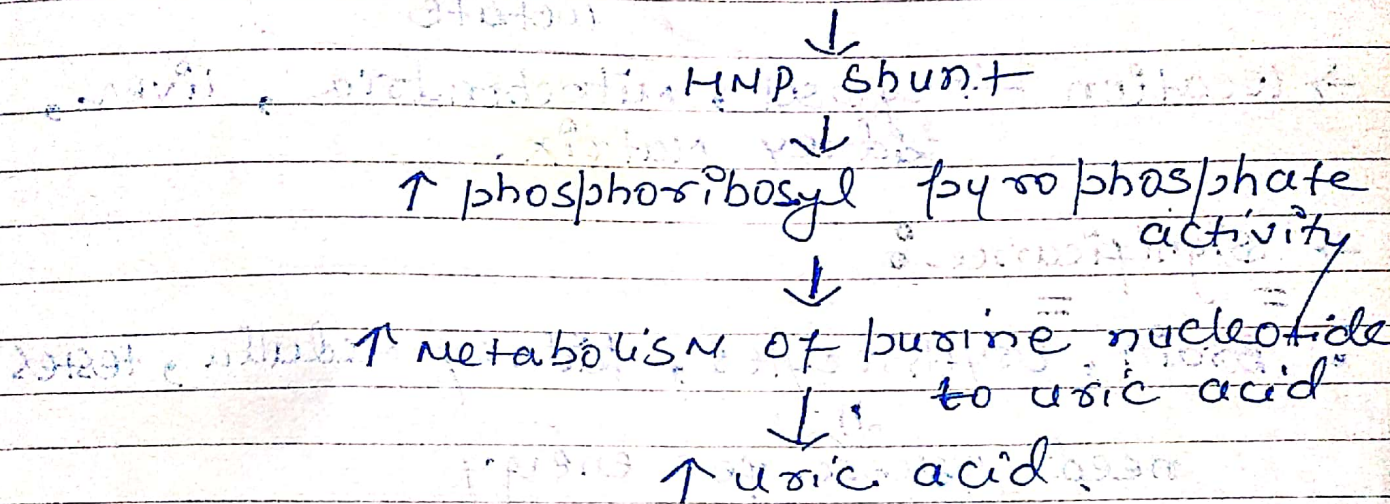 ↓
HMP shunt
↓
↑ phosphoribosyl pyrophosphate
activity
↓
↑ Metabolism of purine nucleotide
to uric acid
↓
↑ uric acid.